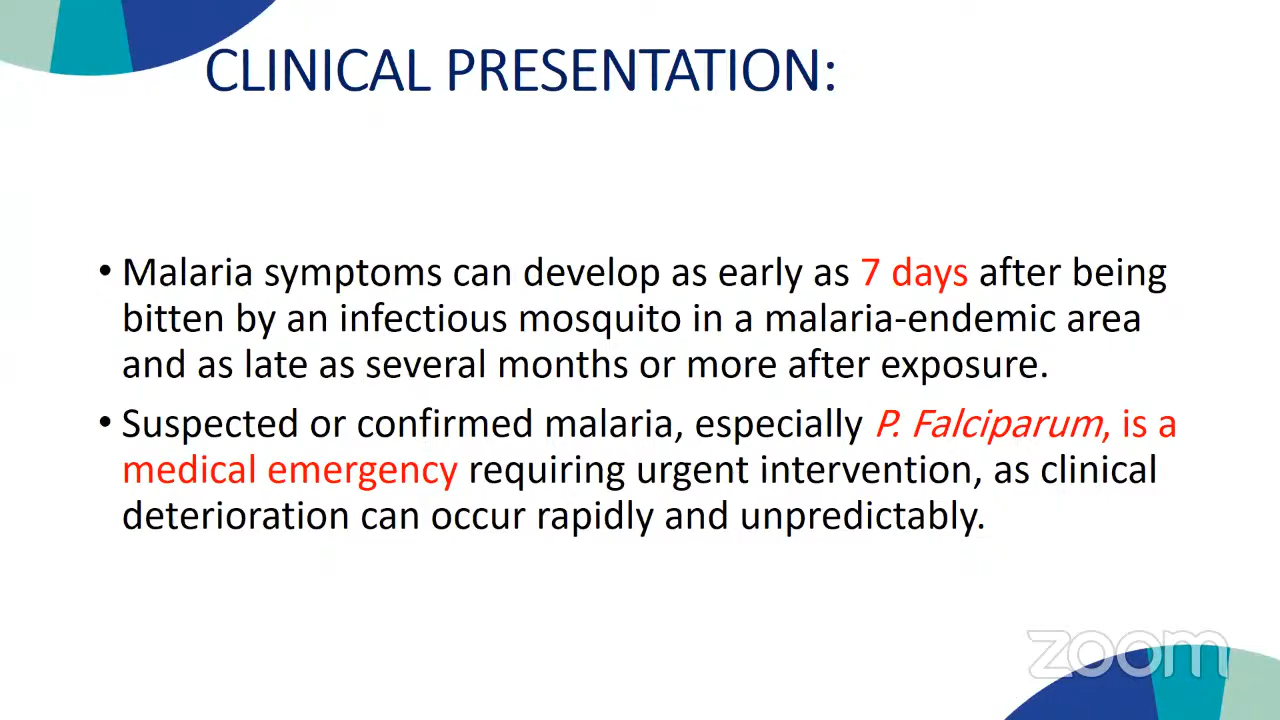 CLINICAL PRESENTATION:
• Malaria symptoms can develop as early as 7 days after being
bitten by an infectious mosquito in a malaria-endemic area
and as late as several months or more after exposure.
• Suspected or confirmed malaria, especially P. Falciparum, is a
medical emergency requiring urgent intervention, as clinical
deterioration can occur rapidly and unpredictably.
zoom